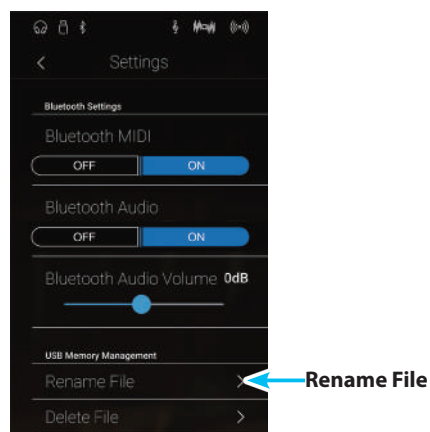 Settings
Bluetooth Settings
Bluetooth MIDI
OFF ON
Bluetooth Audio
OFF ON
Bluetooth Audio Volume 0dB
USB Memory Management
Rename File
Rename File
Delete File